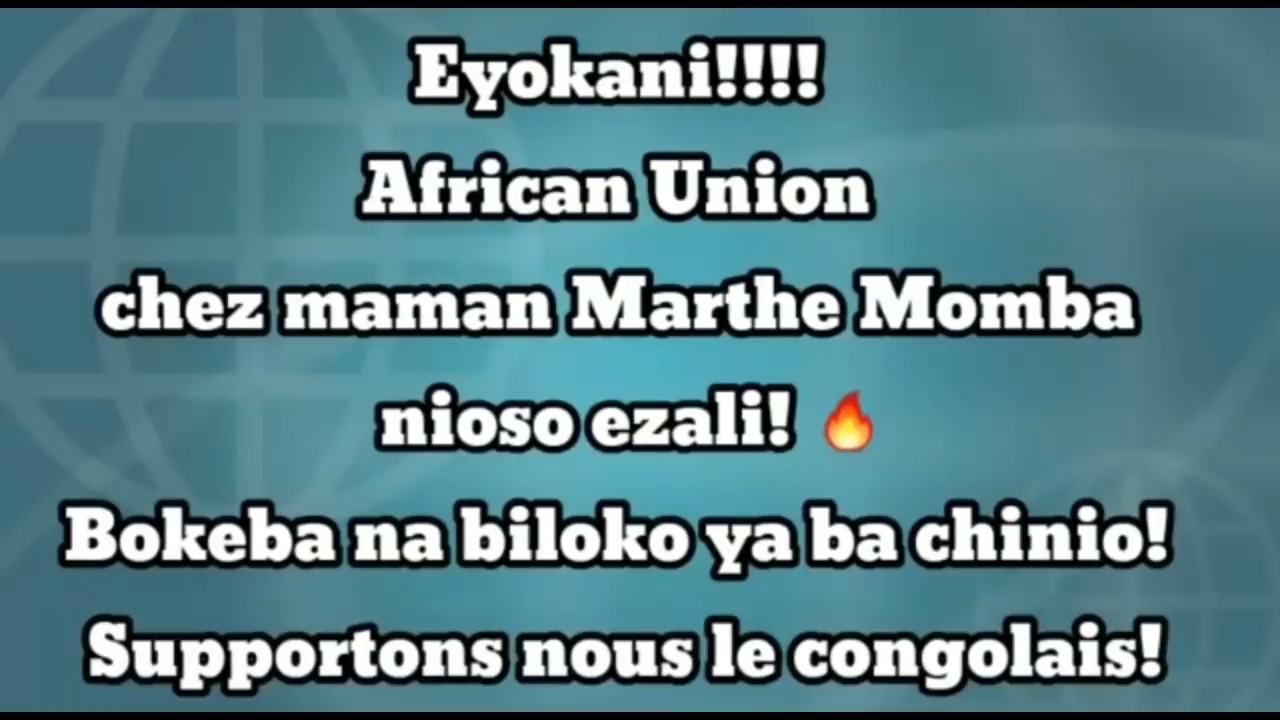 Eyokani!!!!
African Union
chez maman Marthe Momba
nioso ezali! 🔥
Bokeba na biloko ya ba chinio!
Supportons nous le congolais!